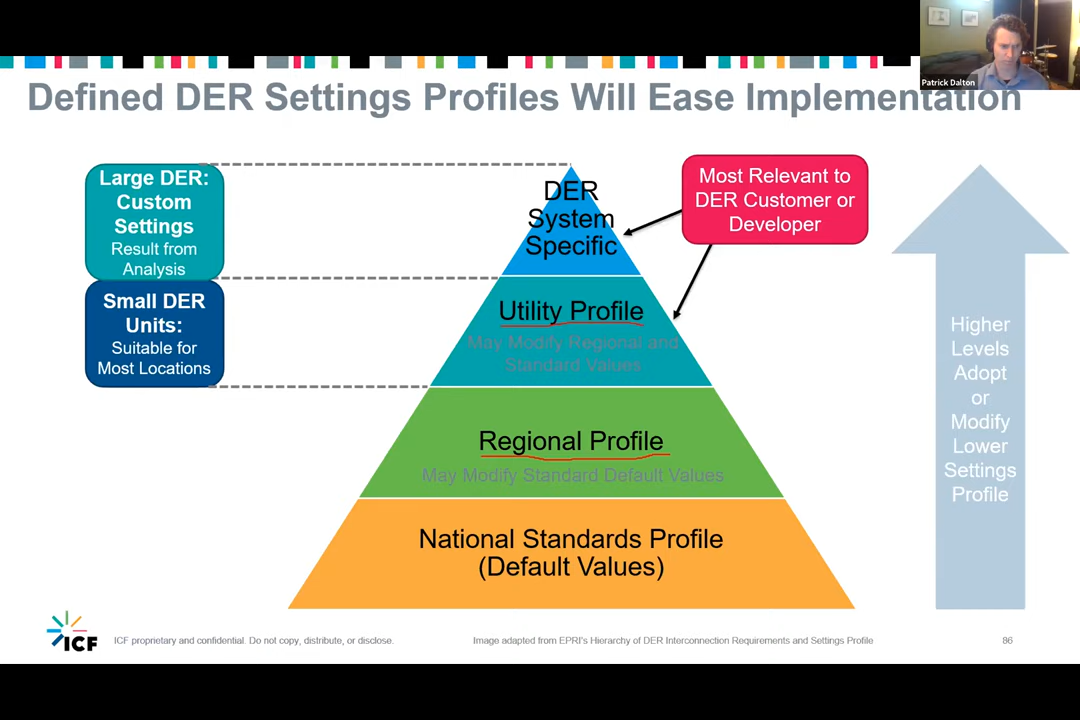 Patrick Dalton
Defined DER Settings Profiles Will Ease Implementation
Large DER:
Custom
Settings
Result from
Analysis
Small DER
Units:
Suitable for
Most Locations
DER
System
Specific
Utility Profile
May Modify Regional and
Standard Values
Regional Profile
May Modify Standard Default Values
National Standards Profile
(Default Values)
Most Relevant to
DER Customer or
Developer
Higher
Levels
Adopt
or
Modify
Lower
Settings
Profile
ICF
ICF proprietary and confidential. Do not copy, distribute, or disclose.
Image adapted from EPRI's Hierarchy of DER Interconnection Requirements and Settings Profile
86